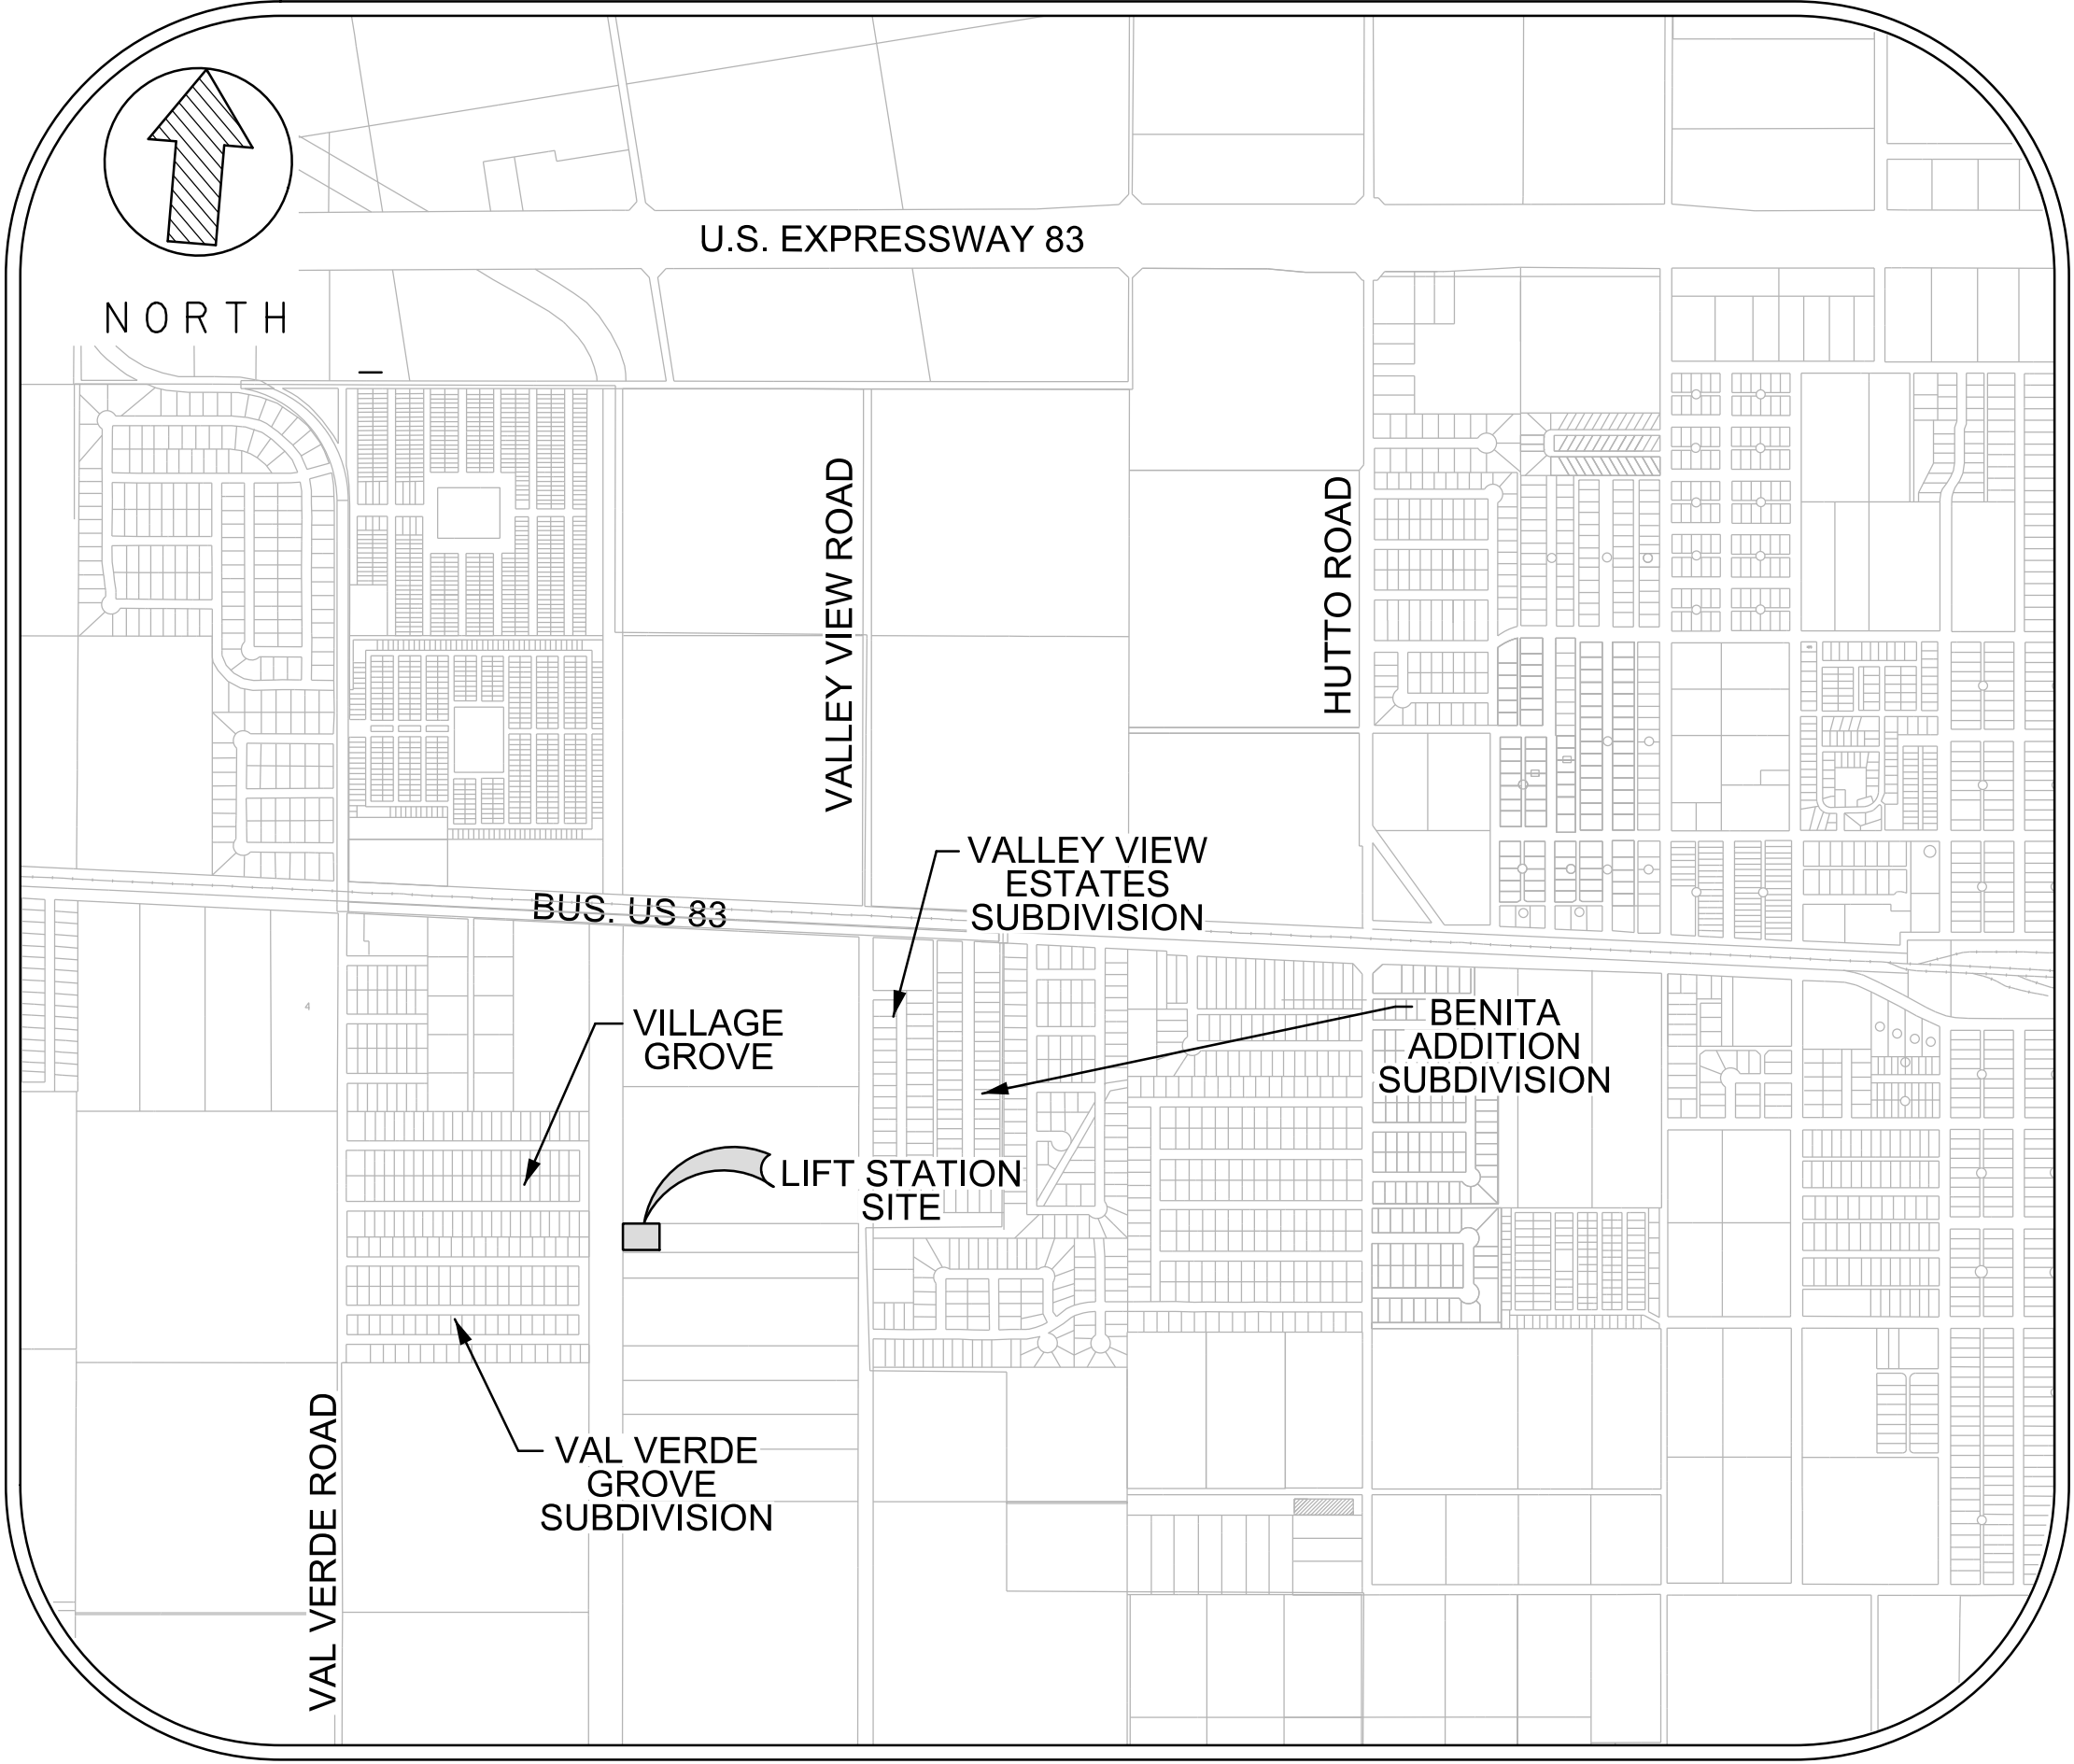 U.S. EXPRESSWAY 83
NORTH
VALLEY VIEW ROAD
HUTTO ROAD
VALLEY VIEW
ESTATES
SUBDIVISION
BUS. US 83
4
VILLAGE
GROVE
BENITA
ADDITION
SUBDIVISION
LIFT STATION
SITE
VAL VERDE ROAD
VAL VERDE
GROVE
SUBDIVISION